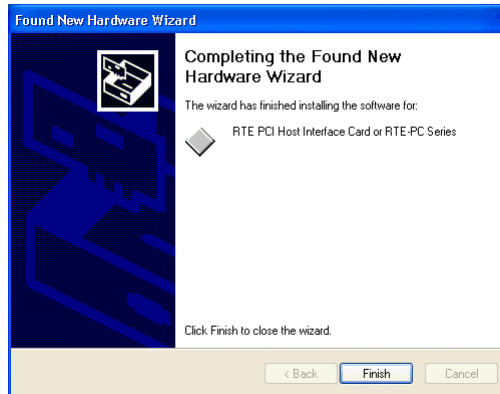 Found New Hardware Wizard
Completing the Found New
Hardware Wizard
The wizard has finished installing the software for:
RTE PCI Host Interface Card or RTE-PC Series
Click Finish to close the wizard.
< Back Finish Cancel